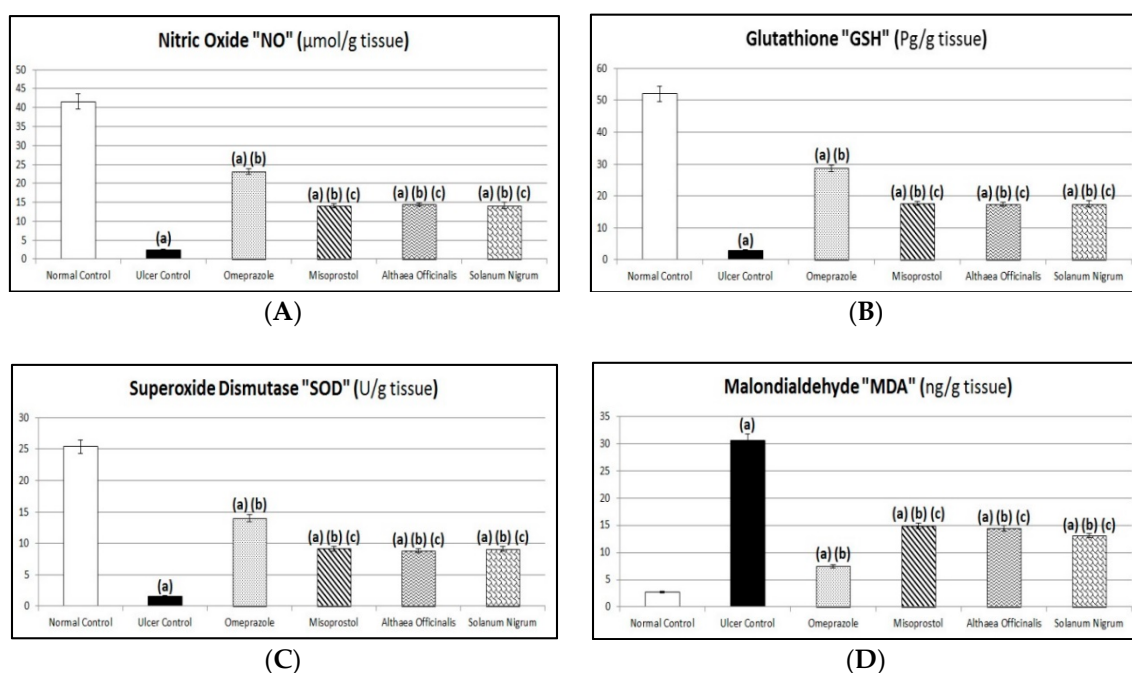 Nitric Oxide "NO" (µmol/g tissue)
50
45
40
35
30
25
20
15
10
5
0
(a)
(a) (b)
(a) (b) (c)
(a) (b) (c)
(a) (b) (c)
Normal Control Ulcer Control Omeprazole Misoprostol Althaea Officinalis Solanum Nigrum
(A)
Glutathione "GSH" (Pg/g tissue)
60
50
40
30
20
10
0
(a)
(a) (b)
(a) (b) (c)
(a) (b) (c)
(a) (b) (c)
Normal Control Ulcer Control Omeprazole Misoprostol Althaea Officinalis Solanum Nigrum
(B)
Superoxide Dismutase "SOD" (U/g tissue)
30
25
20
15
10
5
0
(a)
(a) (b)
(a) (b) (c)
(a) (b) (c)
(a) (b) (c)
Normal Control Ulcer Control Omeprazole Misoprostol Althaea Officinalis Solanum Nigrum
(C)
Malondialdehyde "MDA" (ng/g tissue)
35
30
25
20
15
10
5
0
(a)
(a) (b)
(a) (b) (c)
(a) (b) (c)
(a) (b) (c)
Normal Control Ulcer Control Omeprazole Misoprostol Althaea Officinalis Solanum Nigrum
(D)